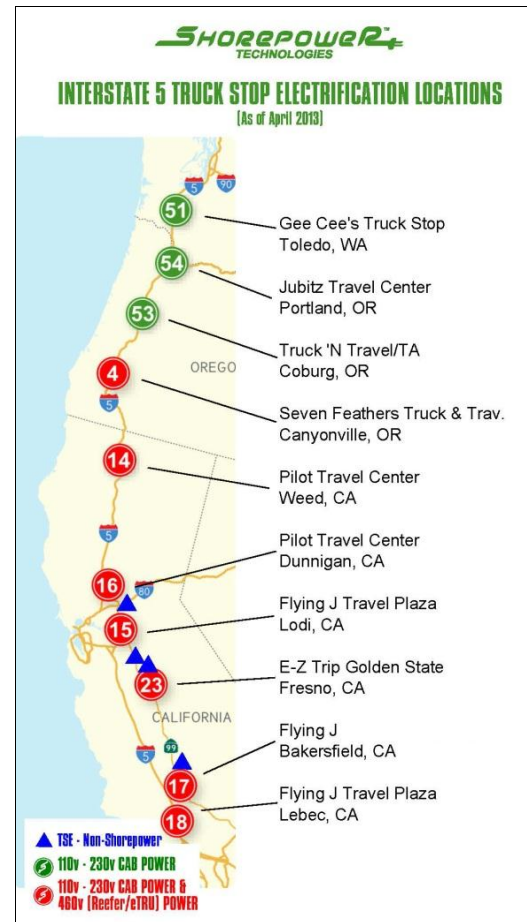 SHOREPOWER™
TECHNOLOGIES
INTERSTATE 5 TRUCK STOP ELECTRIFICATION LOCATIONS
(As of April 2013)
5
90
51
Gee Cee's Truck Stop
Toledo, WA
54
Jubitz Travel Center
Portland, OR
53
Truck 'N Travel/TA
Coburg, OR
OREGO
4
5
Seven Feathers Truck & Trav.
Canyonville, OR
14
Pilot Travel Center
Weed, CA
5
Pilot Travel Center
Dunnigan, CA
16
80
15
Flying J Travel Plaza
Lodi, CA
23
E-Z Trip Golden State
Fresno, CA
CALIFORNIA
99
5
Flying J
Bakersfield, CA
17
Flying J Travel Plaza
Lebec, CA
18
TSE - Non-Shorepower
110v - 230v CAB POWER
110v - 230v CAB POWER &
460v (Reefer/eTRU) POWER